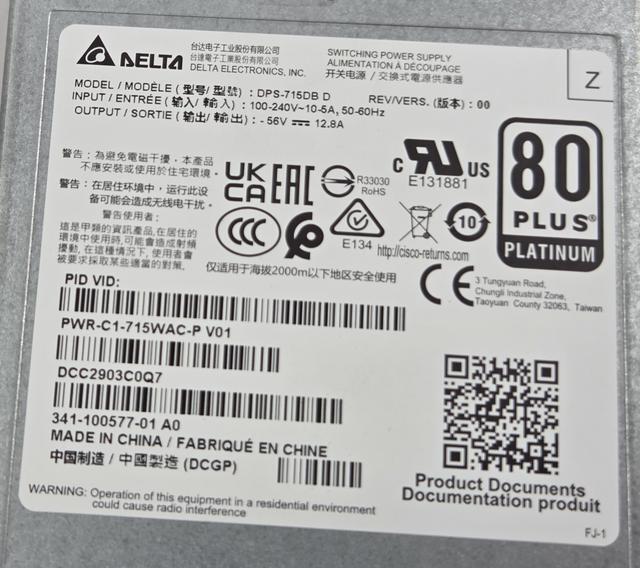 DELTA
台达电子工业股份有限公司
台達電子工業股份有限公司
DELTA ELECTRONICS, INC.
SWITCHING POWER SUPPLY
ALIMENTATION À DÉCOUPAGE
开关电源 / 交換式電源供應器
Z
MODEL / MODÈLE (型号/ 型號) : DPS-715DB D
REV/VERS. (版本) : 00
INPUT / ENTRÉE (输入/ 輸入) : 100-240V~10-5A, 50-60Hz
OUTPUT / SORTIE (输出/ 輸出) : - 56V 12.8A
警告: 為避免電磁干擾, 本產品
不應安裝或使用於住宅環境。
警告: 在居住环境中, 运行此设
备可能会造成无线电干扰。
警告使用者:
這是甲類的資訊產品,在居住的
環境中使用時,可能會造成射頻
擾動, 在這種情況下, 使用者會
被要求採取某些適當的對策。
UK
CA
EAC
R33030
RoHS
c UL US
E131881
80
PLUS®
PLATINUM
CCC
E134
10
http://cisco-returns.com
仅适用于海拔2000m以下地区安全使用
CE
3 Tungyuan Road,
Chungli Industrial Zone,
Taoyuan County 32063, Taiwan
PID VID:
PWR-C1-715WAC-P V01
DCC2903C0Q7
341-100577-01 A0
MADE IN CHINA / FABRIQUÉ EN CHINE
中国制造 / 中國製造 (DCGP)
Product Documents
Documentation produit
WARNING: Operation of this equipment in a residential environment
could cause radio interference
FJ-1